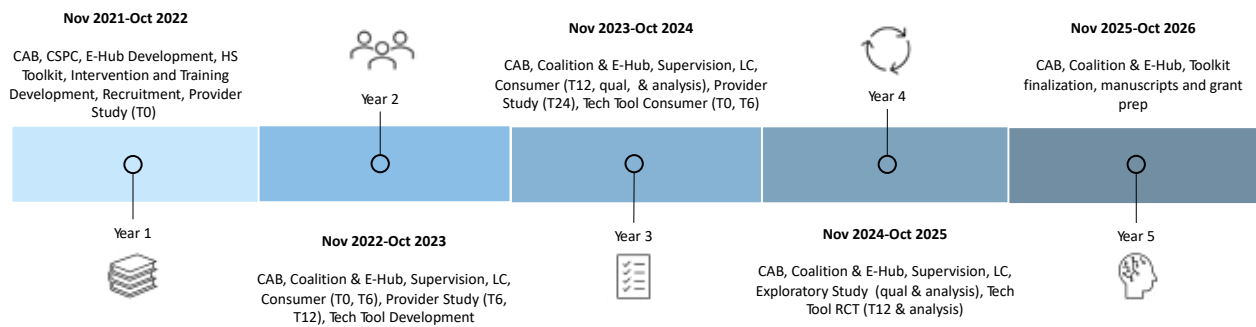 Nov 2021-Oct 2022
CAB, CSPC, E-Hub Development, HS
Toolkit, Intervention and Training
Development, Recruitment, Provider
Study (T0)
Year 1
Year 2
Nov 2022-Oct 2023
CAB, Coalition & E-Hub, Supervision, LC,
Consumer (T0, T6), Provider Study (T6,
T12), Tech Tool Development
Nov 2023-Oct 2024
CAB, Coalition & E-Hub, Supervision, LC,
Consumer (T12, qual, & analysis), Provider
Study (T24), Tech Tool Consumer (T0, T6)
Year 3
Year 4
Nov 2024-Oct 2025
CAB, Coalition & E-Hub, Supervision, LC,
Exploratory Study (qual & analysis), Tech
Tool RCT (T12 & analysis)
Nov 2025-Oct 2026
CAB, Coalition & E-Hub, Toolkit
finalization, manuscripts and grant
prep
Year 5